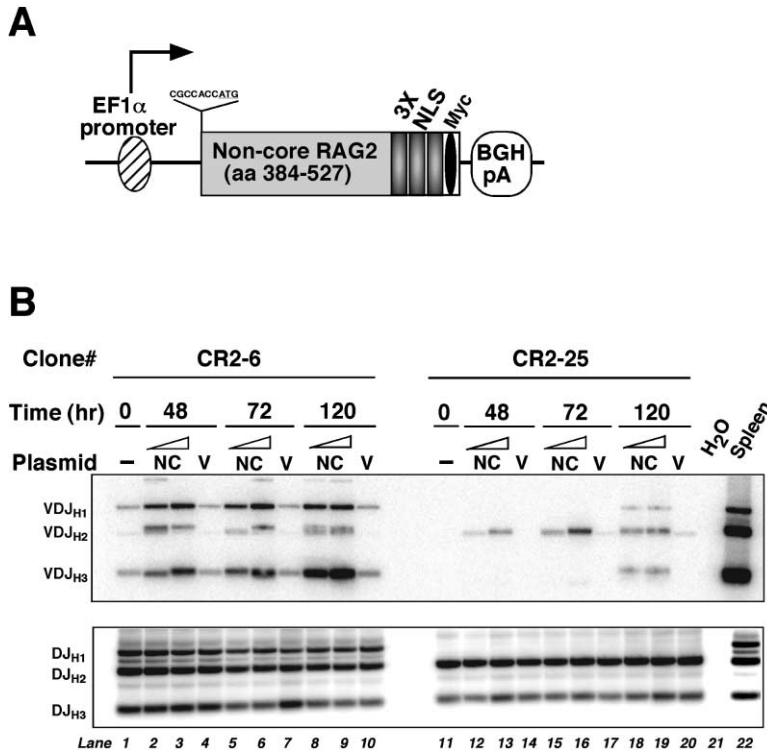 A
EF1α
promoter
CGCCACCATG
3X
NLS
Myc
Non-core RAG2
(aa 384-527)
BGH
pA
B
Clone# CR2-6 CR2-25
Time (hr) 0 48 72 120 0 48 72 120 H2O Spleen
Plasmid – NC V NC V NC V – NC V NC V NC V
VDJH1
VDJH2
VDJH3
DJH1
DJH2
DJH3
Lane 1 2 3 4 5 6 7 8 9 10 11 12 13 14 15 16 17 18 19 20 21 22